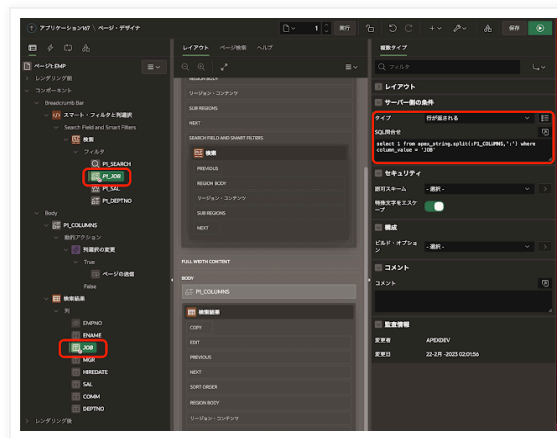 アプリケーション167 \ ページ・デザイナ
1
実行
保存
ページ1: EMP
レンダリング前
コンポーネント
Breadcrumb Bar
スマート・フィルタと列選択
Search Field and Smart Filters
検索
フィルタ
P1_SEARCH
P1_JOB
P1_SAL
P1_DEPTNO
Body
P1_COLUMNS
動的アクション
列選択の変更
True
ページの送信
False
検索結果
列
EMPNO
ENAME
JOB
MGR
HIREDATE
SAL
COMM
DEPTNO
レンダリング後
レイアウト ページ検索 ヘルプ
REGION BODY
リージョン・コンテンツ
SUB REGIONS
NEXT
SEARCH FIELD AND SMART FILTERS
検索
PREVIOUS
REGION BODY
リージョン・コンテンツ
SUB REGIONS
NEXT
FULL WIDTH CONTENT
BODY
P1_COLUMNS
検索結果
COPY
EDIT
PREVIOUS
NEXT
SORT ORDER
REGION BODY
リージョン・コンテンツ
複数タイプ
フィルタ
レイアウト
サーバー側の条件
タイプ 行が返される
SQL問合せ
select 1 from apex_string.split(:P1_COLUMNS,':') where
column_value = 'JOB'
セキュリティ
認可スキーム - 選択 -
特殊文字をエスケ
ープ
構成
ビルド・オプショ
ン
- 選択 -
コメント
コメント
監査情報
変更者 APEXDEV
変更日 22-2月 -2023 02:01:56